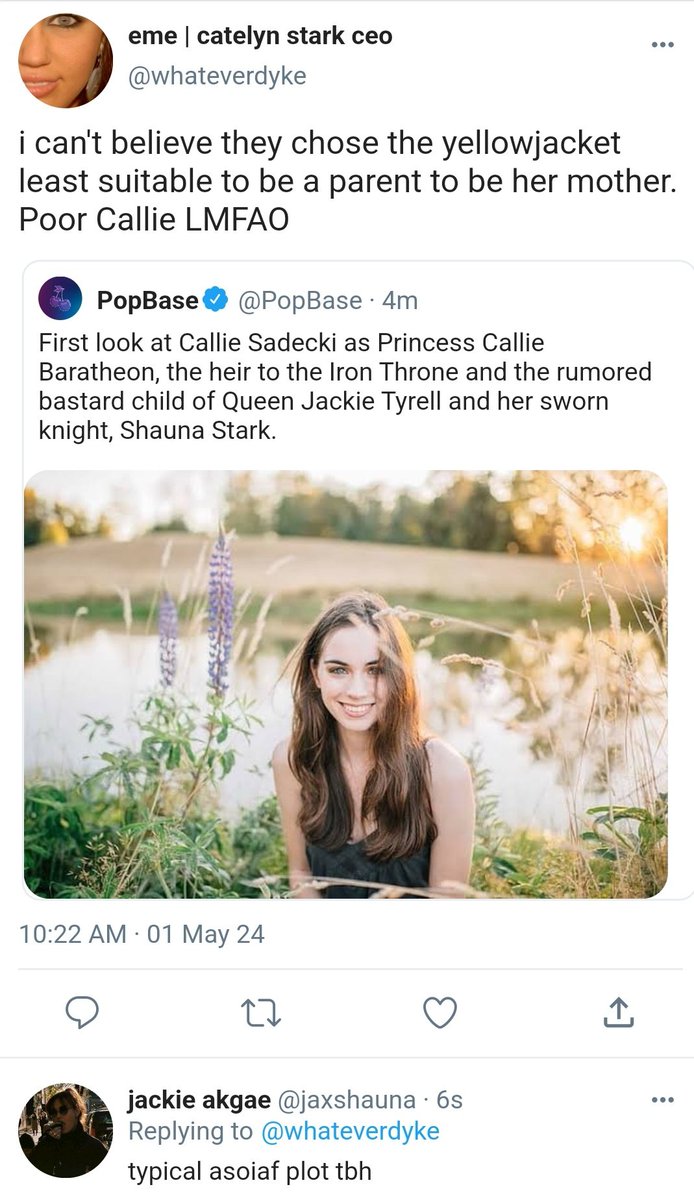 eme | catelyn stark ceo
@whateverdyke
i can't believe they chose the yellowjacket
least suitable to be a parent to be her mother.
Poor Callie LMFAO
PopBase @PopBase · 4m
First look at Callie Sadecki as Princess Callie
Baratheon, the heir to the Iron Throne and the rumored
bastard child of Queen Jackie Tyrell and her sworn
knight, Shauna Stark.
10:22 AM · 01 May 24
jackie akgae @jaxshauna · 6s
Replying to @whateverdyke
typical asoiaf plot tbh